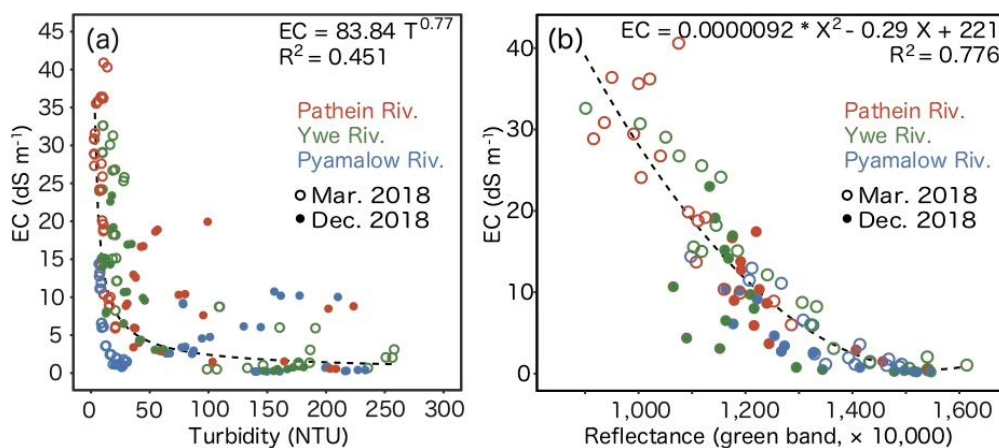 (a)
EC = 83.84 T^0.77
R² = 0.451
Pathein Riv.
Ywe Riv.
Pyamalow Riv.
Mar. 2018
Dec. 2018
EC (dS m⁻¹)
45
40
35
30
25
20
15
10
5
0
0 50 100 150 200 250 300
Turbidity (NTU)
(b)
EC = 0.0000092 * X² - 0.29 X + 221
R² = 0.776
Pathein Riv.
Ywe Riv.
Pyamalow Riv.
Mar. 2018
Dec. 2018
EC (dS m⁻¹)
40
30
20
10
0
1,000 1,200 1,400 1,600
Reflectance (green band, × 10,000)